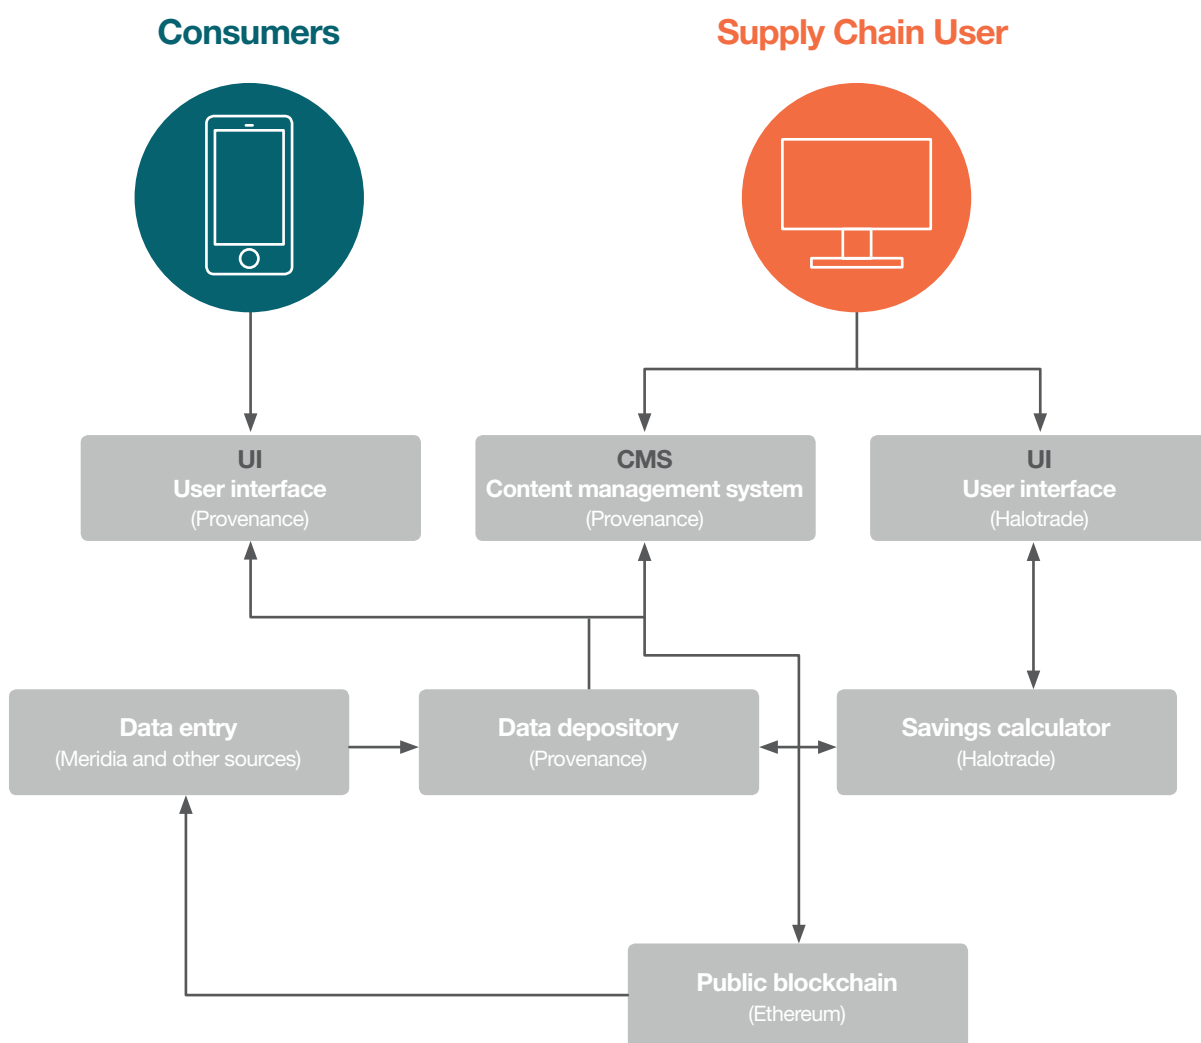 Consumers
Supply Chain User
UI
User interface
(Provenance)
CMS
Content management system
(Provenance)
UI
User interface
(Halotrade)
Data entry
(Meridia and other sources)
Data depository
(Provenance)
Savings calculator
(Halotrade)
Public blockchain
(Ethereum)